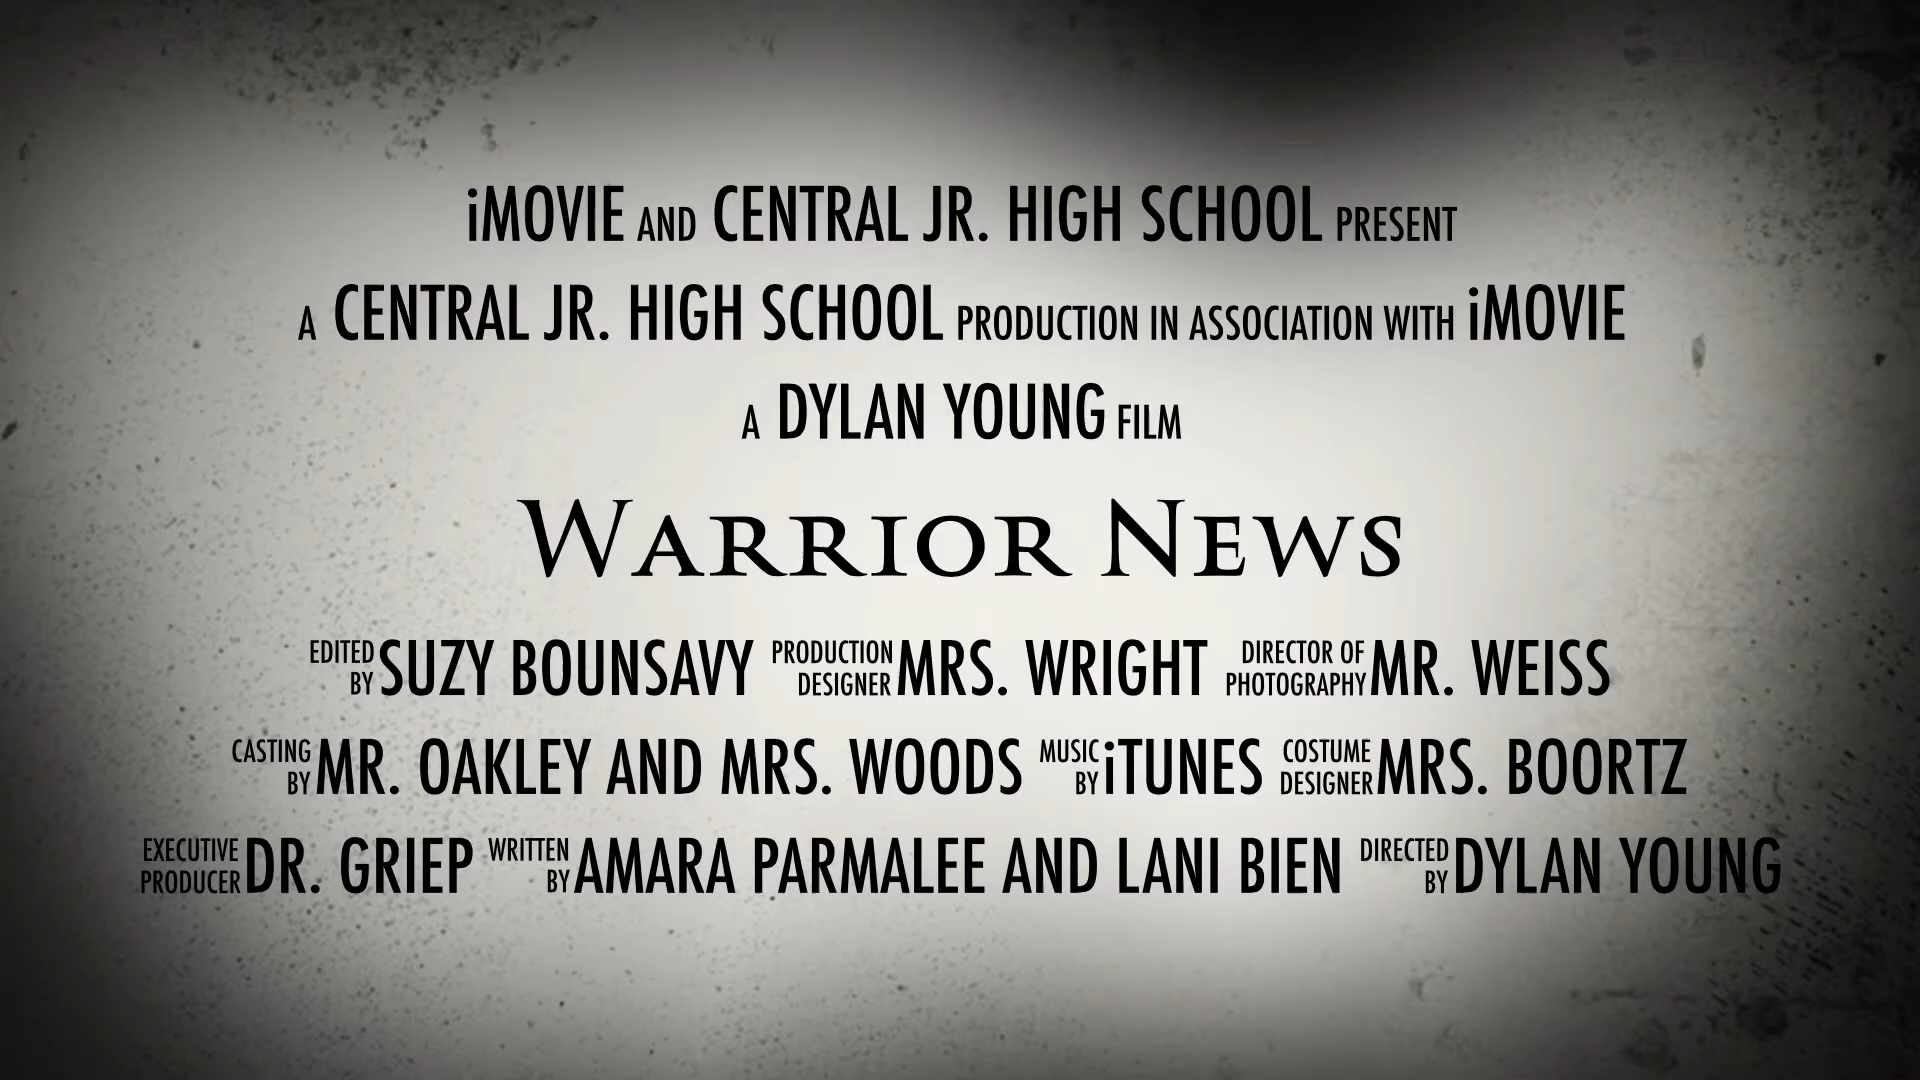 iMOVIE AND CENTRAL JR. HIGH SCHOOL PRESENT
A CENTRAL JR. HIGH SCHOOL PRODUCTION IN ASSOCIATION WITH iMOVIE
A DYLAN YOUNG FILM
WARRIOR NEWS
EDITED BY SUZY BOUNSAVY PRODUCTION DESIGNER MRS. WRIGHT DIRECTOR OF PHOTOGRAPHY MR. WEISS
CASTING BY MR. OAKLEY AND MRS. WOODS MUSIC BY iTUNES COSTUME DESIGNER MRS. BOORTZ
EXECUTIVE PRODUCER DR. GRIEP WRITTEN BY AMARA PARMALEE AND LANI BIEN DIRECTED BY DYLAN YOUNG